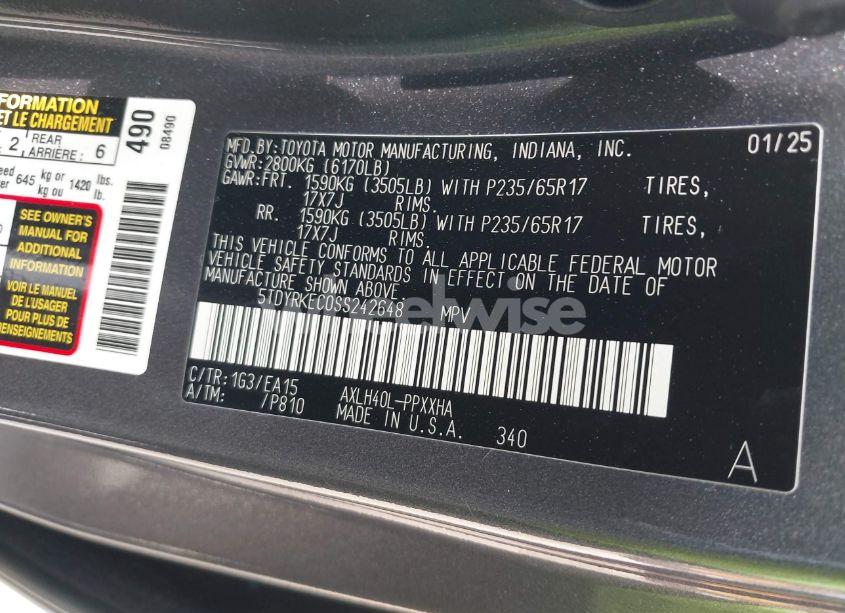 FORMATION
ET LE CHARGEMENT
2 REAR
ARRIÈRE: 6
645 kg or 1420 lbs.
kg ou lb.
490
08490
SEE OWNER'S
MANUAL FOR
ADDITIONAL
INFORMATION
VOIR LE MANUEL
DE L'USAGER
POUR PLUS DE
RENSEIGNEMENTS
MFD.BY:TOYOTA MOTOR MANUFACTURING, INDIANA, INC. 01/25
GVWR:2800KG (6170LB)
GAWR:FRT. 1590KG (3505LB) WITH P235/65R17 TIRES,
17X7J RIMS.
RR. 1590KG (3505LB) WITH P235/65R17 TIRES,
17X7J RIMS.
THIS VEHICLE CONFORMS TO ALL APPLICABLE FEDERAL MOTOR
VEHICLE SAFETY STANDARDS IN EFFECT ON THE DATE OF
MANUFACTURE SHOWN ABOVE.
5TDYRKEC0SS242648 MPV
C/TR:1G3/EA15 AXLH40L-PPXXHA
A/TM: /P810 MADE IN U.S.A. 340
A